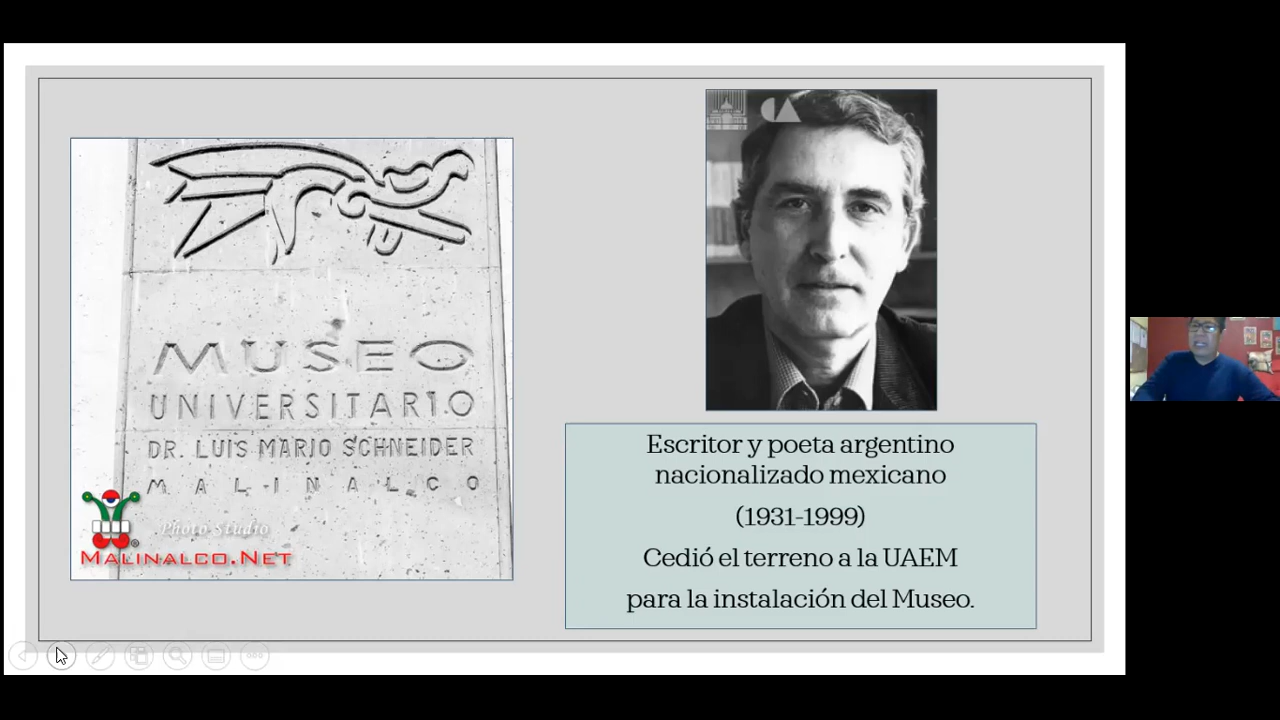 MUSEO
UNIVERSITARIO
DR. LUIS MARIO SCHNEIDER
MALINALCO
Photo Studio
MALINALCO.NET
Escritor y poeta argentino
nacionalizado mexicano
(1931-1999)
Cedió el terreno a la UAEM
para la instalación del Museo.